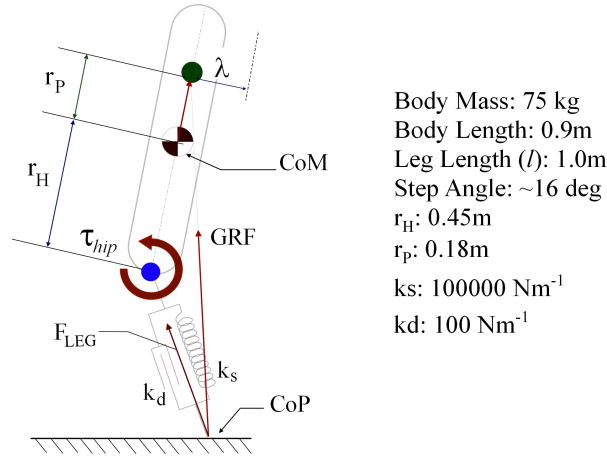 λ
r_P
CoM
r_H
τ_hip
GRF
F_LEG
k_s
k_d
CoP
Body Mass: 75 kg
Body Length: 0.9m
Leg Length (l): 1.0m
Step Angle: ~16 deg
r_H: 0.45m
r_P: 0.18m
ks: 100000 Nm⁻¹
kd: 100 Nm⁻¹